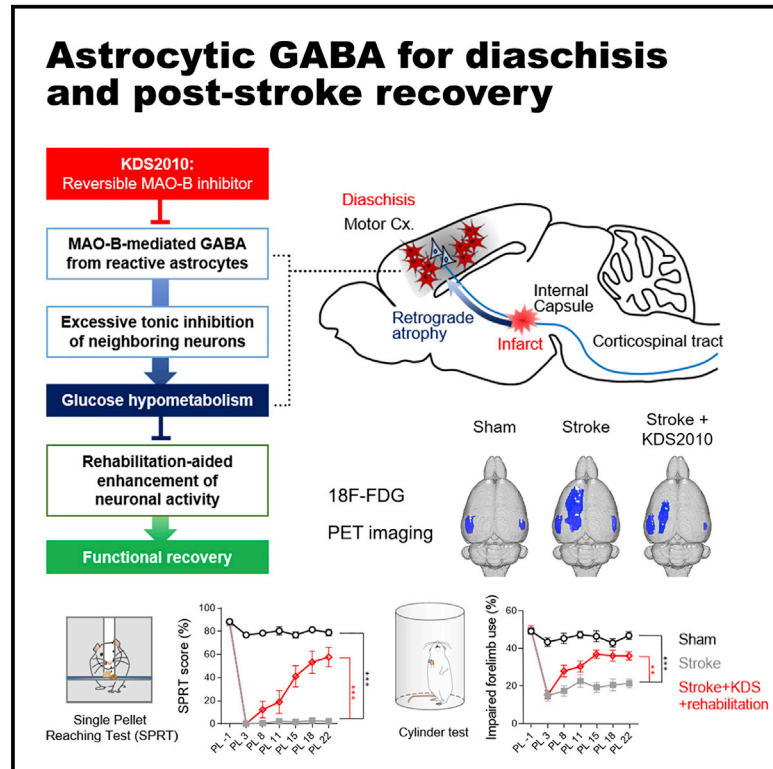 Astrocytic GABA for diaschisis
and post-stroke recovery
KDS2010:
Reversible MAO-B inhibitor
MAO-B-mediated GABA
from reactive astrocytes
Excessive tonic inhibition
of neighboring neurons
Glucose hypometabolism
Rehabilitation-aided
enhancement
of neuronal activity
Functional recovery
Diaschisis
Motor Cx.
Retrograde
atrophy
Infarct
Internal
Capsule
Corticospinal tract
Sham
Stroke
Stroke +
KDS2010
18F-FDG
PET imaging
Single Pellet
Reaching Test (SPRT)
SPRT score (%)
100
80
60
40
20
0
PL -1
PL 3
PL 8
PL 11
PL 15
PL 18
PL 22
***
***
Cylinder test
Impaired forelimb use (%)
60
40
20
0
PL -1
PL 3
PL 8
PL 11
PL 15
PL 18
PL 22
**
***
Sham
Stroke
Stroke+KDS
+rehabilitation